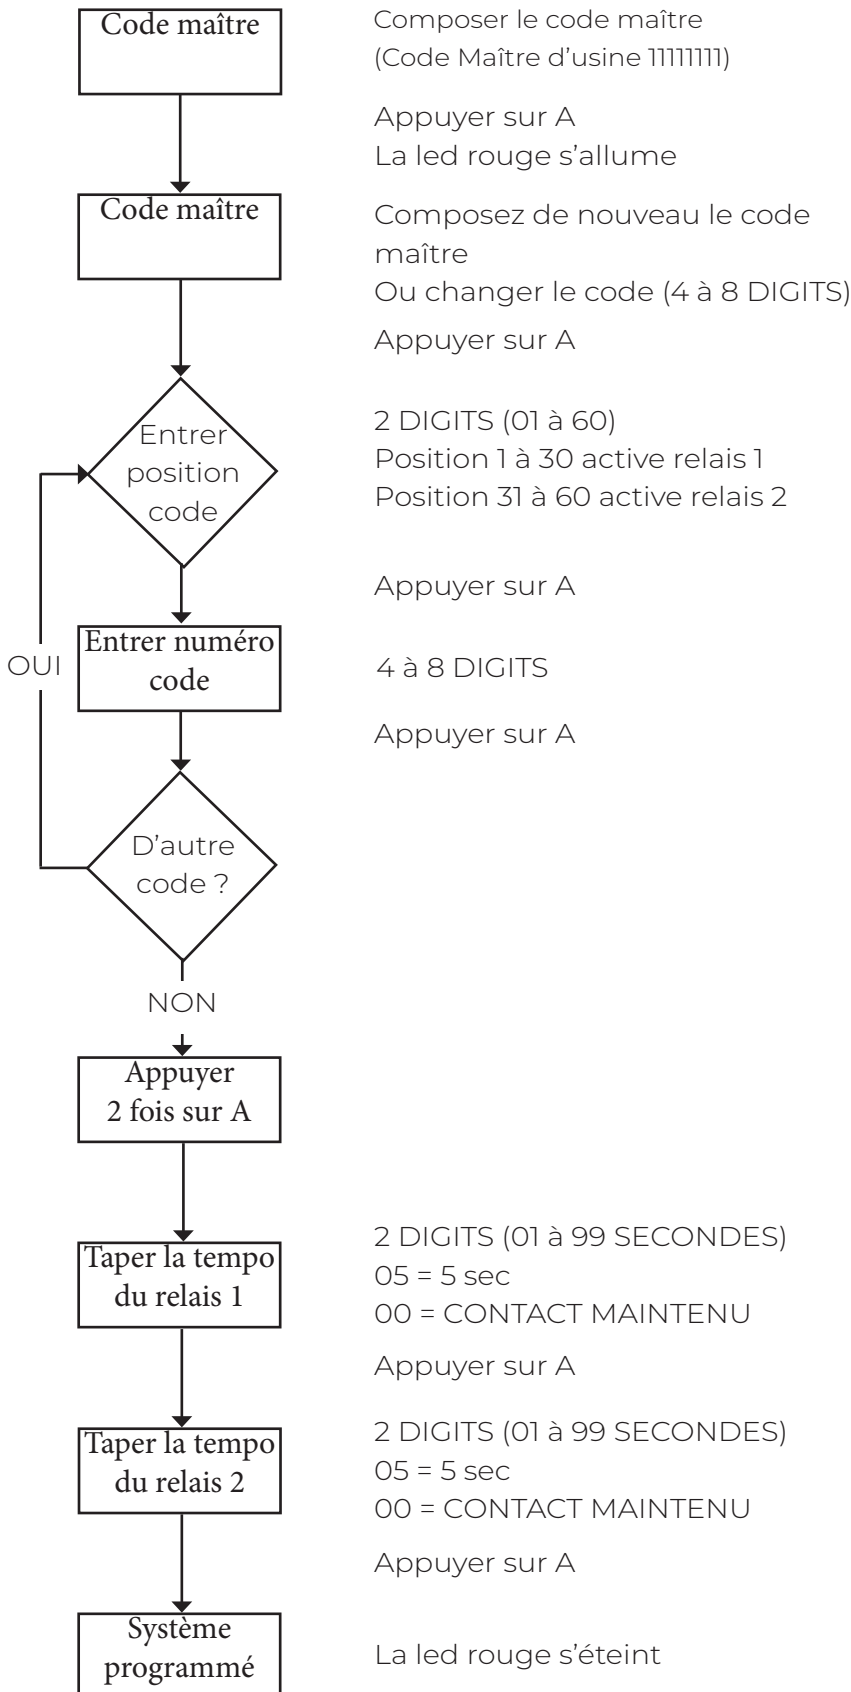 Code maître
Composer le code maître
(Code Maître d'usine 11111111)
Appuyer sur A
La led rouge s'allume
Code maître
Composez de nouveau le code
maître
Ou changer le code (4 à 8 DIGITS)
Appuyer sur A
Entrer
position
code
2 DIGITS (01 à 60)
Position 1 à 30 active relais 1
Position 31 à 60 active relais 2
Appuyer sur A
Entrer numéro
code
OUI
4 à 8 DIGITS
Appuyer sur A
D'autre
code ?
NON
Appuyer
2 fois sur A
Taper la tempo
du relais 1
2 DIGITS (01 à 99 SECONDES)
05 = 5 sec
00 = CONTACT MAINTENU
Appuyer sur A
Taper la tempo
du relais 2
2 DIGITS (01 à 99 SECONDES)
05 = 5 sec
00 = CONTACT MAINTENU
Appuyer sur A
Système
programmé
La led rouge s'éteint